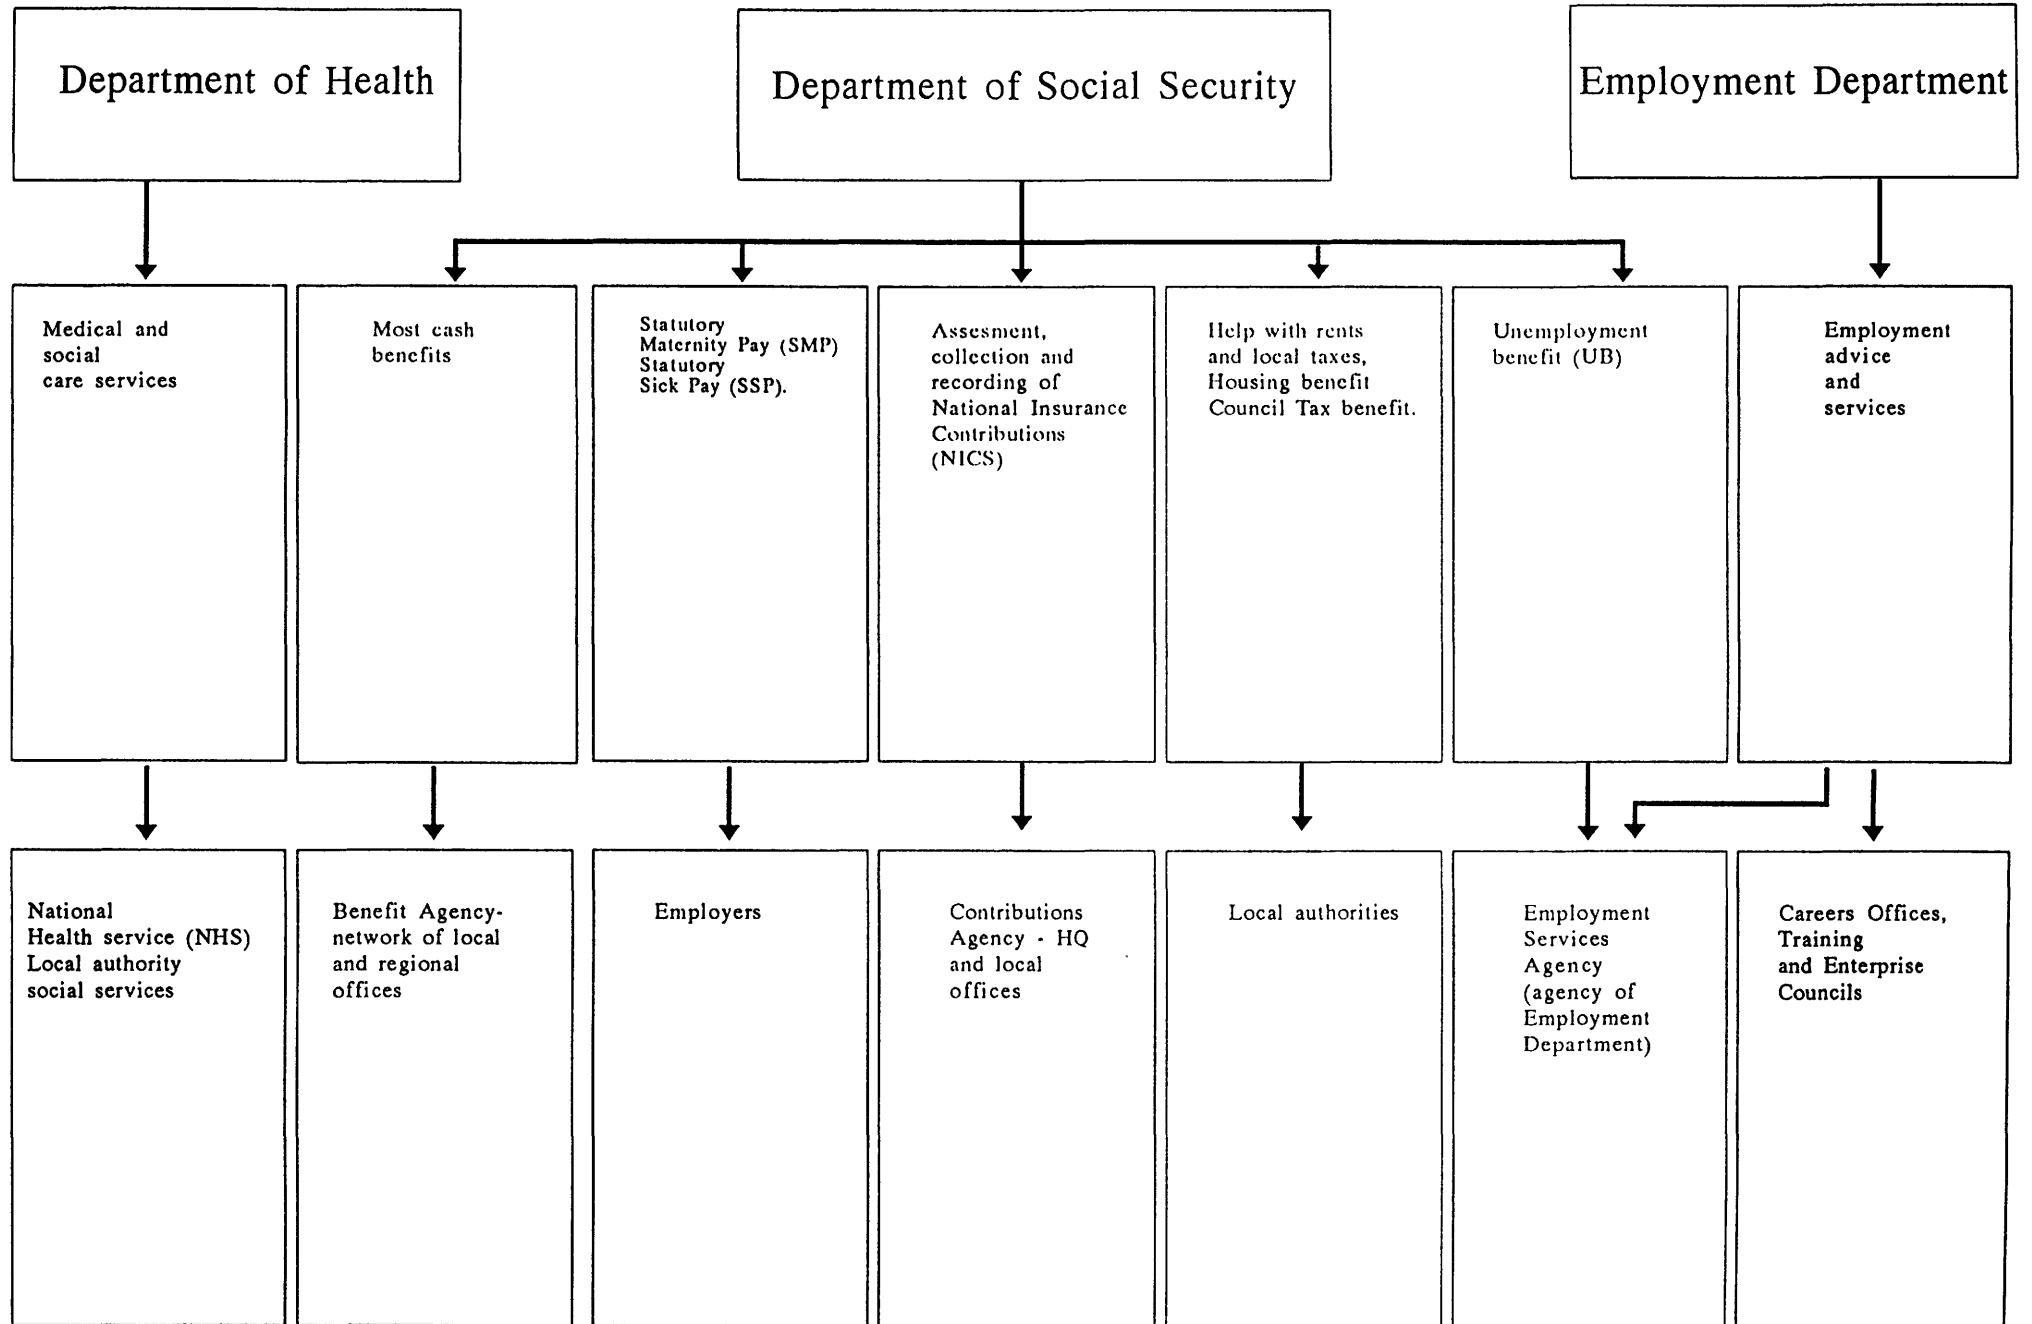 Department of Health
Department of Social Security
Employment Department
Medical and
social
care services
Most cash
benefits
Statutory
Maternity Pay (SMP)
Statutory
Sick Pay (SSP).
Assesment,
collection and
recording of
National Insurance
Contributions
(NICS)
Help with rents
and local taxes,
Housing benefit
Council Tax benefit.
Unemployment
benefit (UB)
Employment
advice
and
services
National
Health service (NHS)
Local authority
social services
Benefit Agency-
network of local
and regional
offices
Employers
Contributions
Agency - HQ
and local
offices
Local authorities
Employment
Services
Agency
(agency of
Employment
Department)
Careers Offices,
Training
and Enterprise
Councils